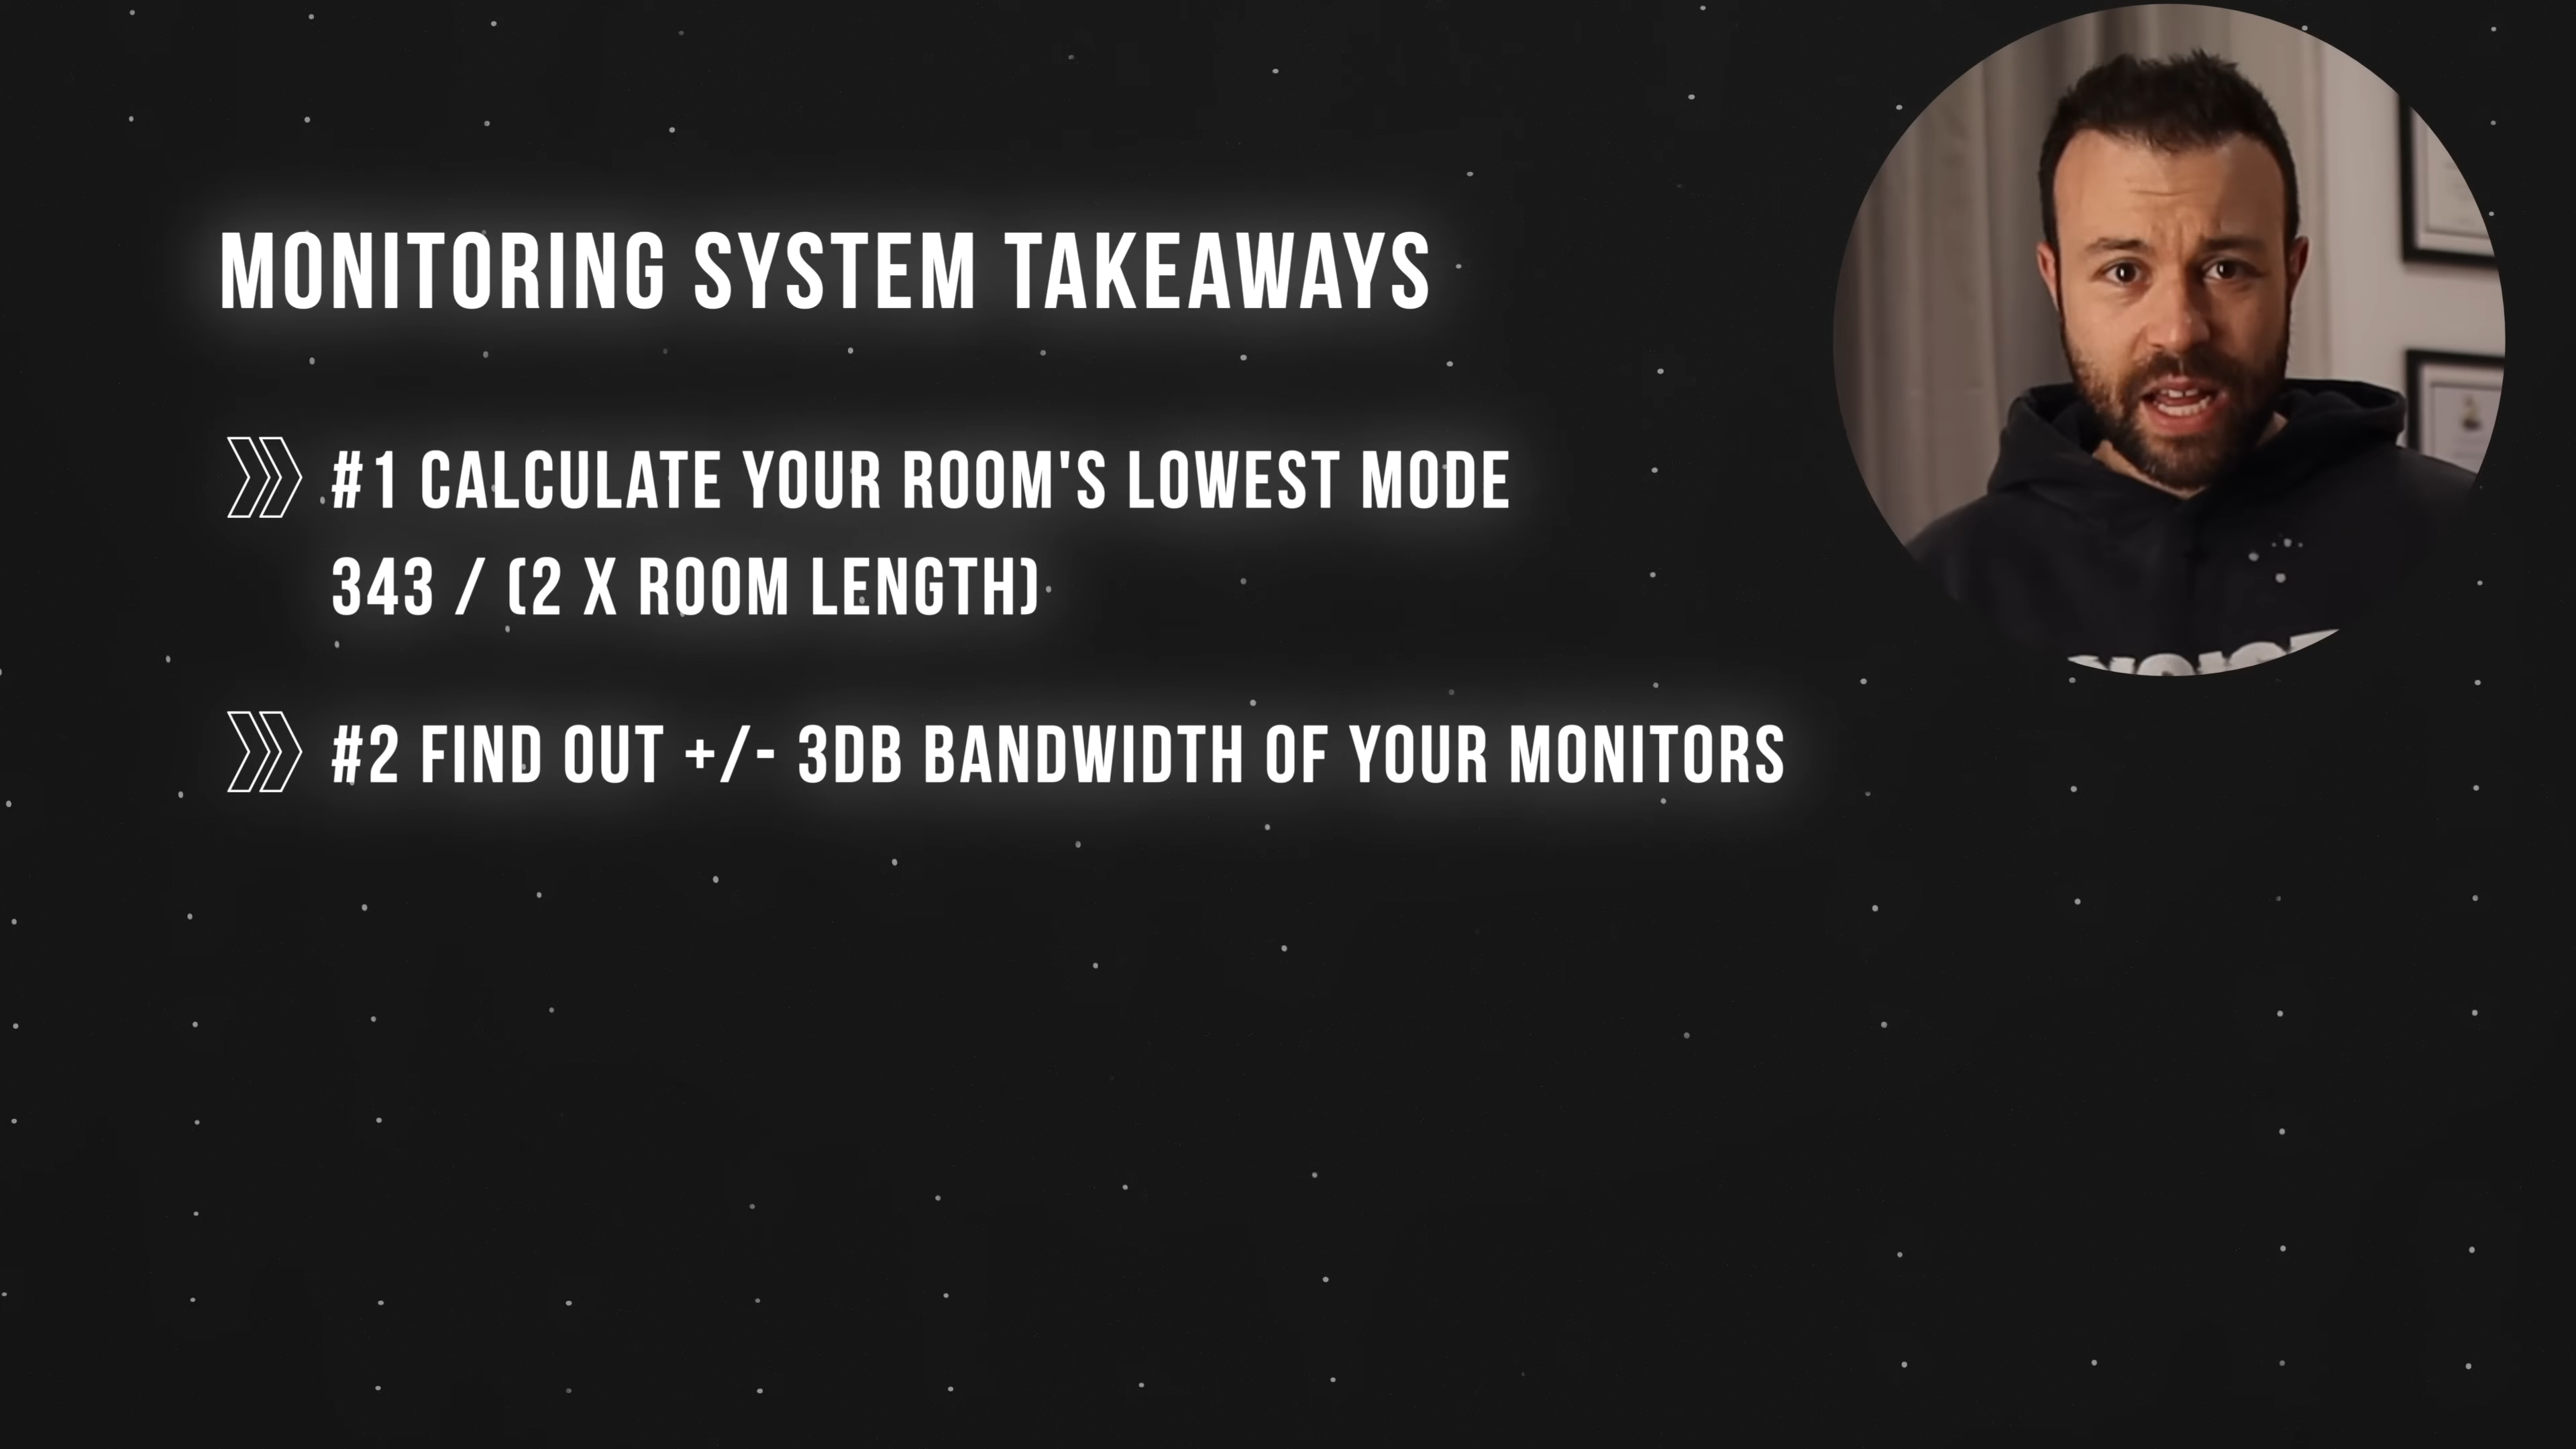 MONITORING SYSTEM TAKEAWAYS
#1 CALCULATE YOUR ROOM'S LOWEST MODE
343 / (2 X ROOM LENGTH)
#2 FIND OUT +/- 3DB BANDWIDTH OF YOUR MONITORS